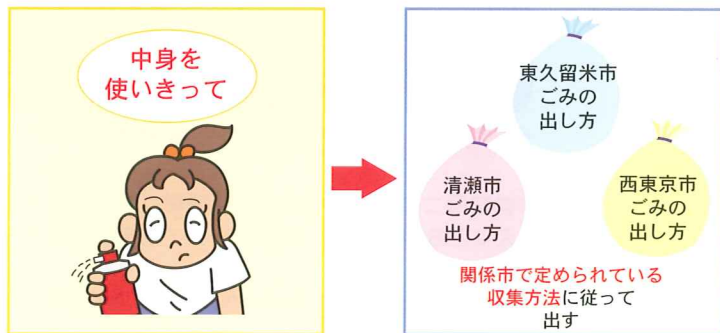 中身を
使いきって
東久留米市
ごみの
出し方
清瀬市
ごみの
出し方
西東京市
ごみの
出し方
関係市で定められている
収集方法に従って
出す